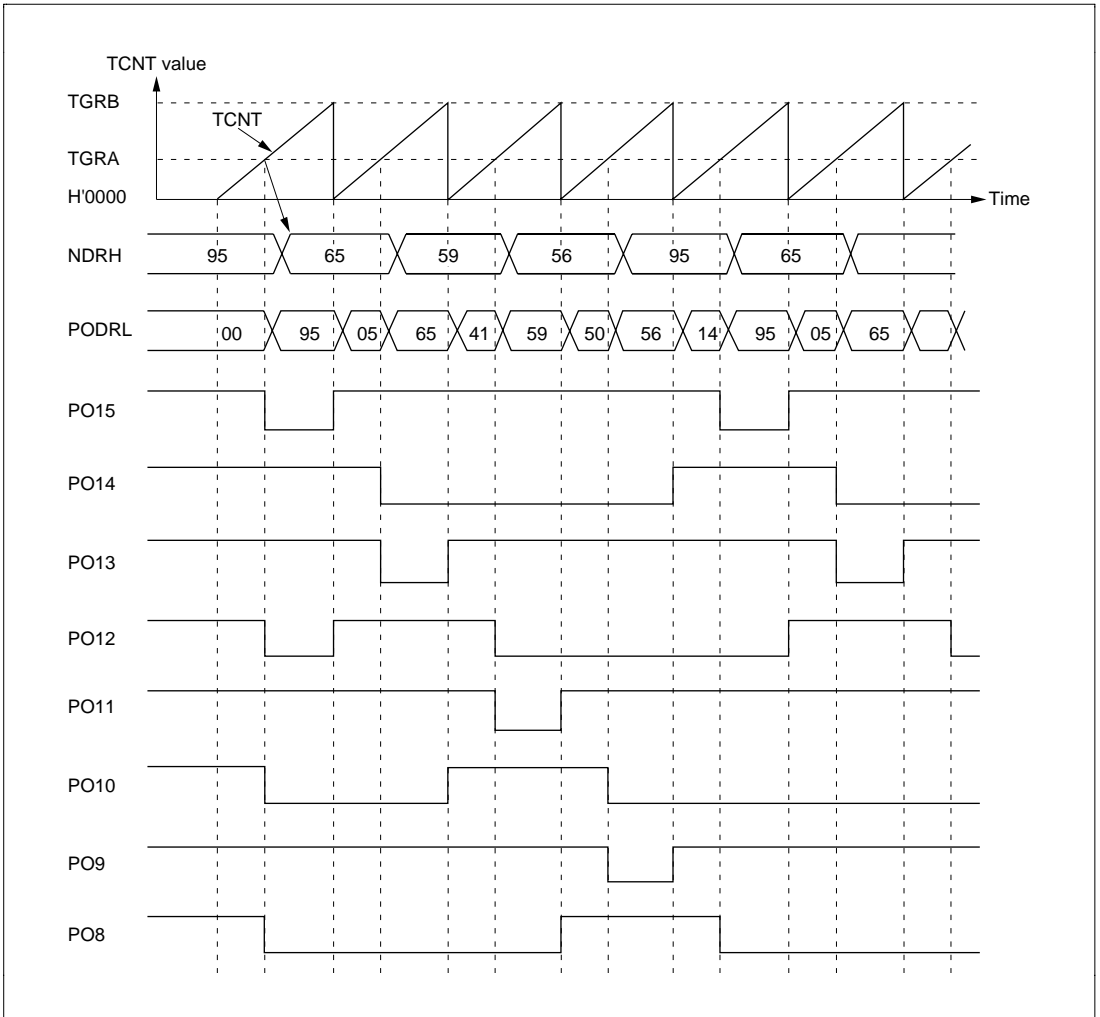 TCNT value
TGRB
TCNT
TGRA
H'0000
Time
NDRH
95 65 59 56 95 65
PODRL
00 95 05 65 41 59 50 56 14 95 05 65
PO15
PO14
PO13
PO12
PO11
PO10
PO9
PO8